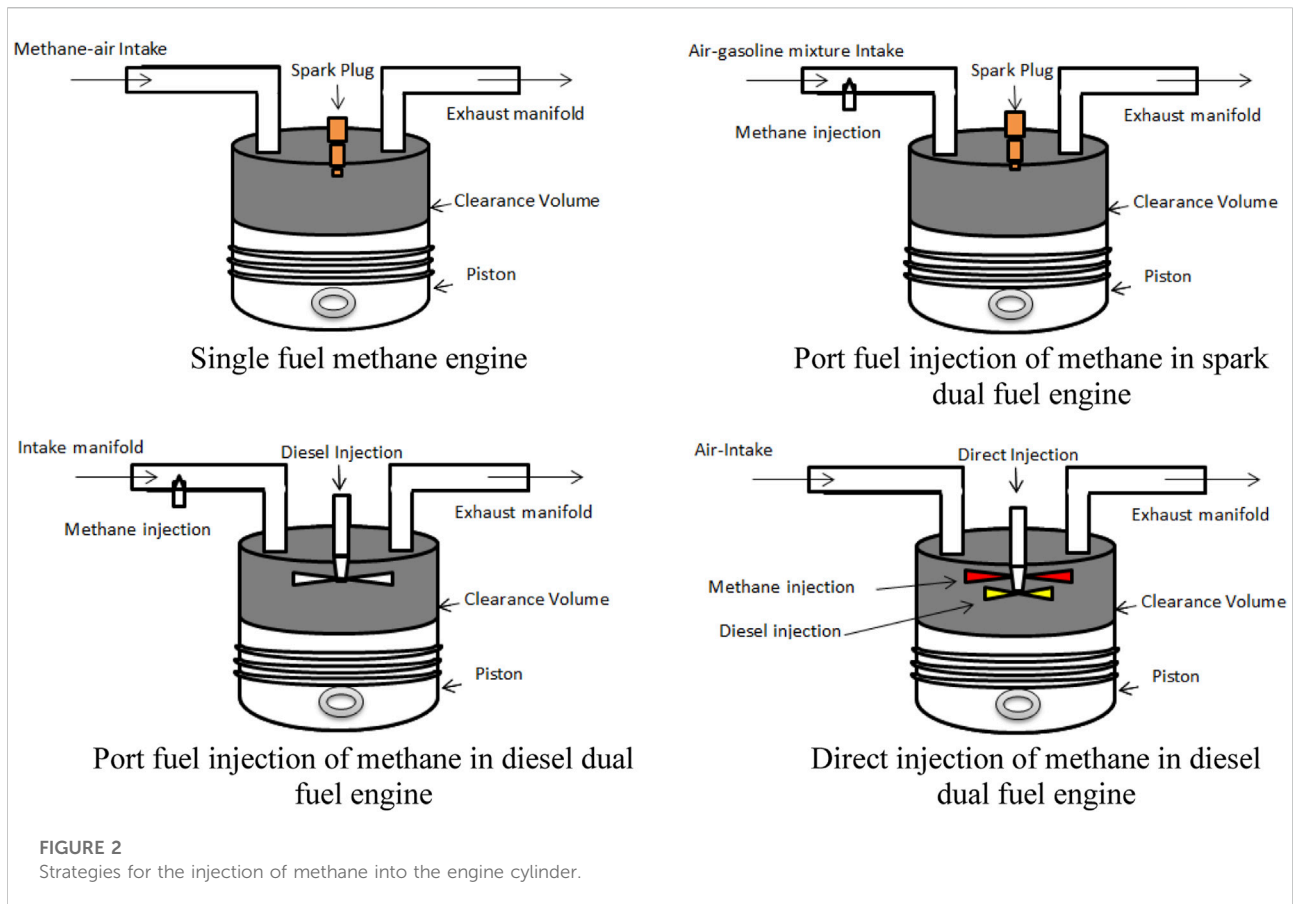 Methane-air Intake
Spark Plug
Exhaust manifold
Clearance Volume
Piston
Single fuel methane engine
Air-gasoline mixture Intake
Spark Plug
Methane injection
Exhaust manifold
Clearance Volume
Piston
Port fuel injection of methane in spark
dual fuel engine
Intake manifold
Diesel Injection
Methane injection
Exhaust manifold
Clearance Volume
Piston
Port fuel injection of methane in diesel dual
fuel engine
Air-Intake
Direct Injection
Exhaust manifold
Methane injection
Clearance Volume
Diesel injection
Piston
Direct injection of methane in diesel
dual fuel engine
FIGURE 2
Strategies for the injection of methane into the engine cylinder.